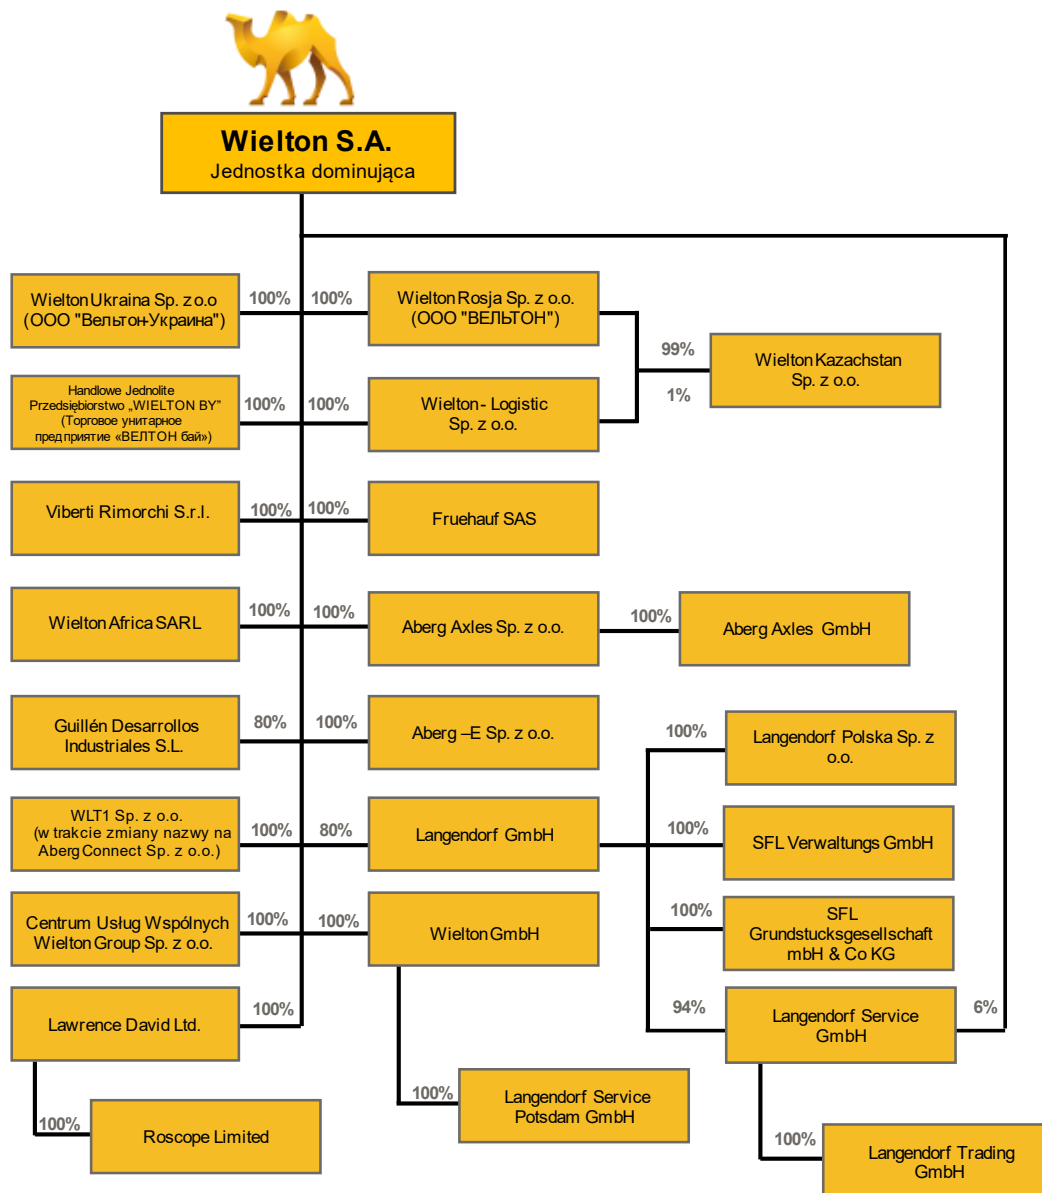 Wielton S.A.
Jednostka dominująca
Wielton Ukraina Sp. z o.o
(ООО "Вельтон-Украина")
100%
100%
Wielton Rosja Sp. z o.o.
(ООО "ВЕЛЬТОН")
99%
1%
Wielton Kazachstan
Sp. z o.o.
Handlowe Jednolite
Przedsiębiorstwo „WIELTON BY”
(Торговое унитарное
предприятие «ВЕЛТОН бай»)
100%
100%
Wielton - Logistic
Sp. z o.o.
Viberti Rimorchi S.r.l.
100%
100%
Fruehauf SAS
Wielton Africa SARL
100%
100%
Aberg Axles Sp. z o.o.
100%
Aberg Axles GmbH
Guillén Desarrollos
Industriales S.L.
80%
100%
Aberg –E Sp. z o.o.
100%
Langendorf Polska Sp. z
o.o.
WLT1 Sp. z o.o.
(w trakcie zmiany nazwy na
Aberg Connect Sp. z o.o.)
100%
80%
Langendorf GmbH
100%
SFL Verwaltungs GmbH
Centrum Usług Wspólnych
Wielton Group Sp. z o.o.
100%
100%
Wielton GmbH
100%
SFL
Grundstucksgesellschaft
mbH & Co KG
Lawrence David Ltd.
100%
94%
Langendorf Service
GmbH
6%
100%
Roscope Limited
100%
Langendorf Service
Potsdam GmbH
100%
Langendorf Trading
GmbH